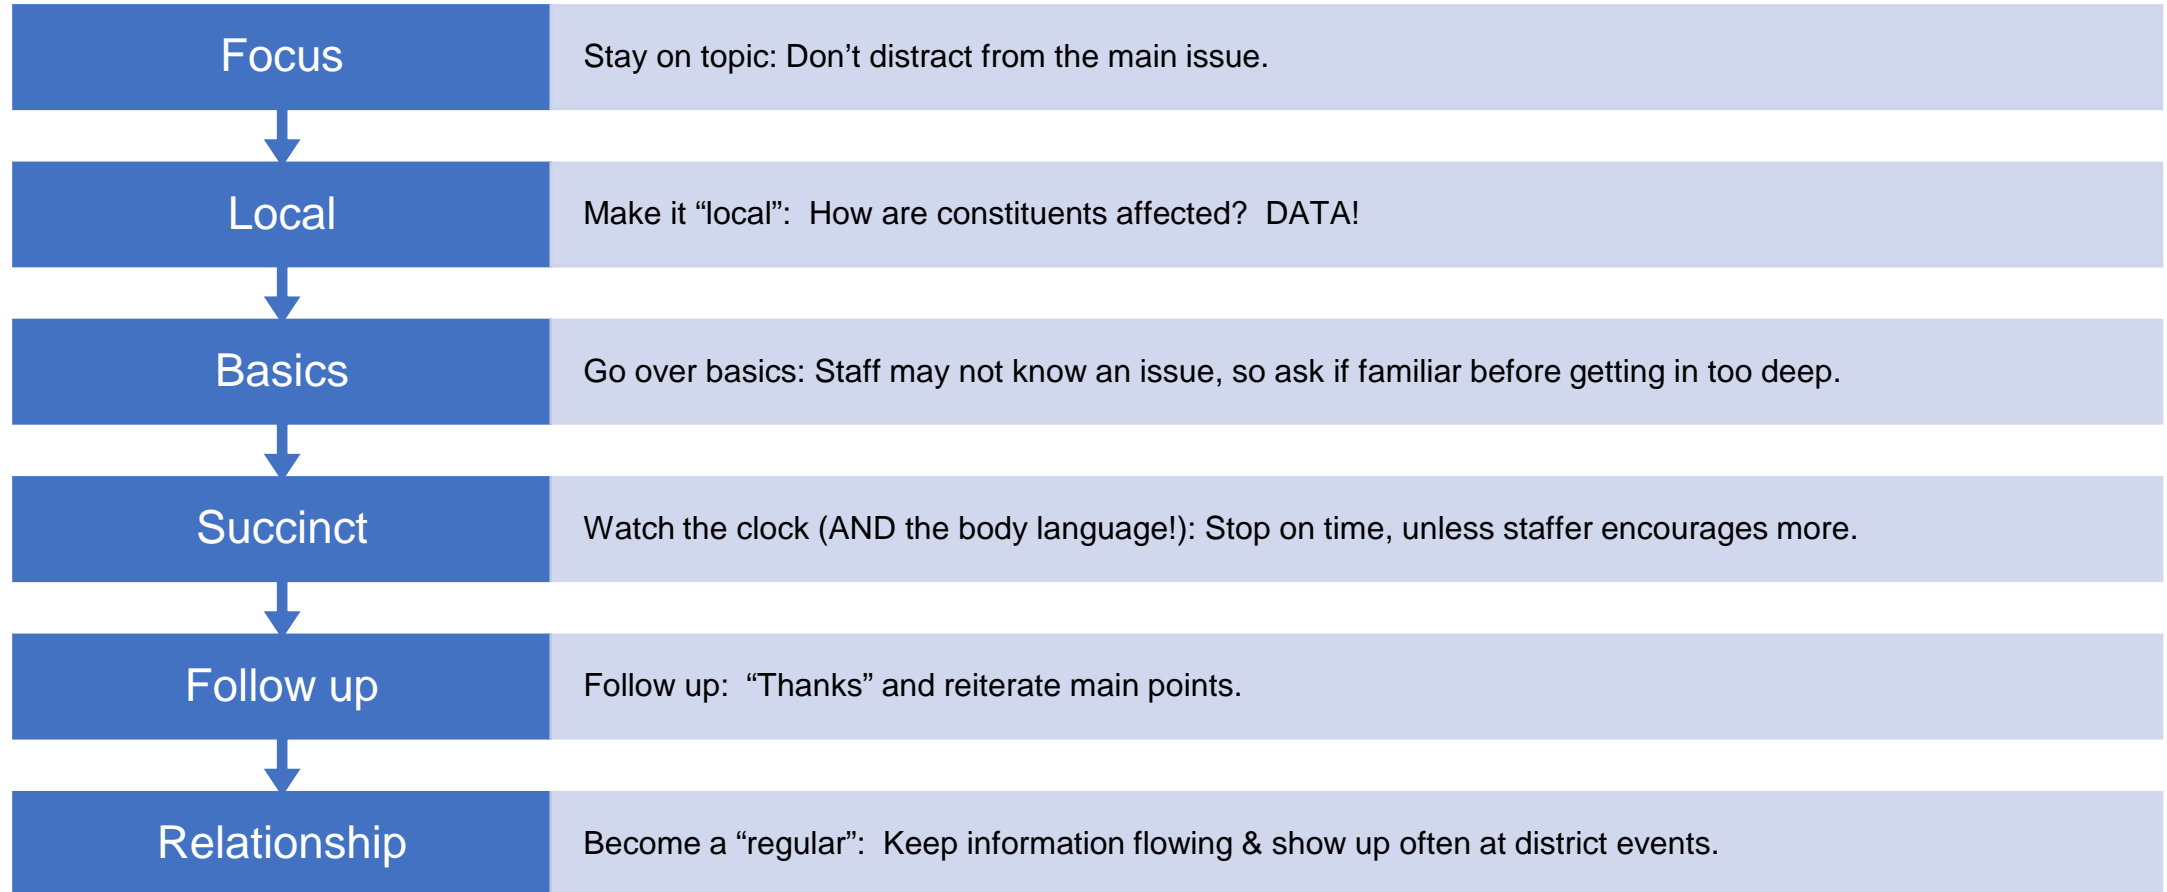 Focus
Stay on topic: Don’t distract from the main issue.
Local
Make it “local”:  How are constituents affected?  DATA!
Basics
Go over basics: Staff may not know an issue, so ask if familiar before getting in too deep.
Succinct
Watch the clock (AND the body language!): Stop on time, unless staffer encourages more.
Follow up
Follow up:  “Thanks” and reiterate main points.
Relationship
Become a “regular”:  Keep information flowing & show up often at district events.